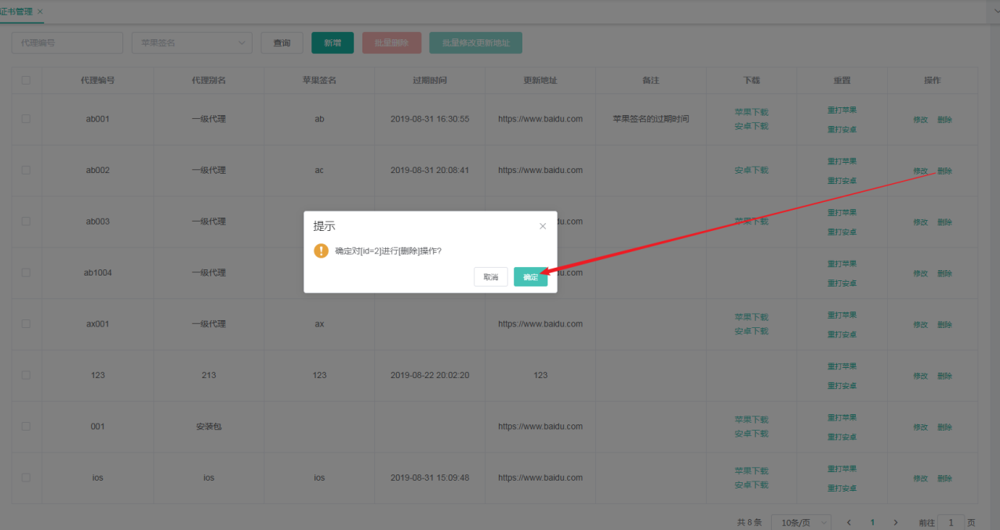 证书管理 ×
代理编号 苹果签名 查询 新增 批量删除 批量修改更新地址
代理编号 代理别名 苹果签名 过期时间 更新地址 备注 下载 重置 操作
ab001 一级代理 ab 2019-08-31 16:30:55 https://www.baidu.com 苹果签名的过期时间 苹果下载 安卓下载 重打苹果 重打安卓 修改 删除
ab002 一级代理 ac 2019-08-31 20:08:41 https://www.baidu.com 安卓下载 重打苹果 重打安卓 修改 删除
ab003 一级代理 du.com 苹果下载 重打苹果 重打安卓 修改 删除
提示
确定对[id=2]进行[删除]操作?
取消 确定
ab1004 一级代理 du.com 重打苹果 重打安卓 修改 删除
ax001 一级代理 ax https://www.baidu.com 苹果下载 安卓下载 重打苹果 重打安卓 修改 删除
123 213 123 2019-08-22 20:02:20 123 重打苹果 重打安卓 修改 删除
001 安装包 https://www.baidu.com 苹果下载 安卓下载 重打苹果 重打安卓 修改 删除
ios ios ios 2019-08-31 15:09:48 https://www.baidu.com 苹果下载 安卓下载 重打苹果 重打安卓 修改 删除
共 8 条 10条/页 1 前往 1 页